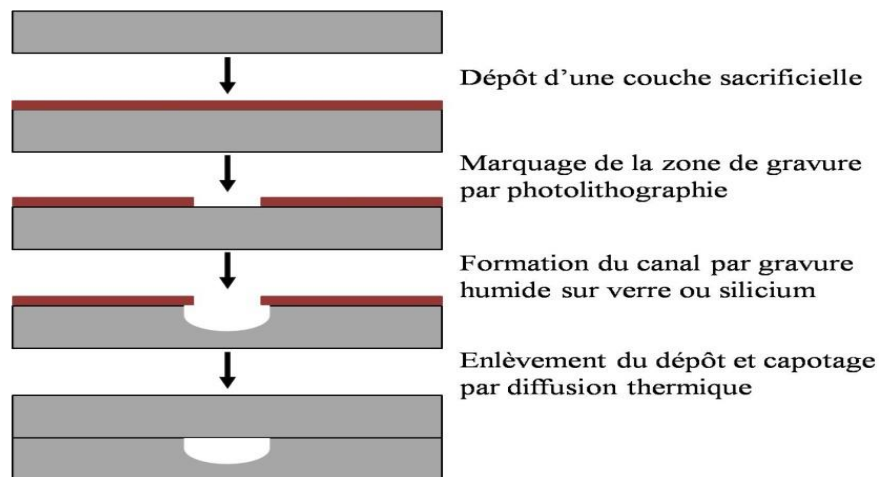 Dépôt d’une couche sacrificielle
Marquage de la zone de gravure
par photolithographie
Formation du canal par gravure
humide sur verre ou silicium
Enlèvement du dépôt et capotage
par diffusion thermique